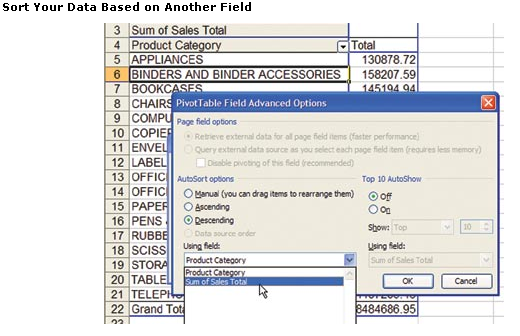 Sort Your Data Based on Another Field
3 Sum of Sales Total
4 Product Category Total
5 APPLIANCES 130878.72
6 BINDERS AND BINDER ACCESSORIES 158207.59
7 BOOKCASES 145194.94
8 CHAIRS
PivotTable Field Advanced Options
9 COMPU
Page field options
10 COPIE
Retrieve external data for all page field items (faster performance)
Query external data source as you select each page field item (requires less memory)
11 ENVEL
Disable pivoting of this field (recommended)
12 LABEL
AutoSort options Top 10 AutoShow
13 OFFIC
Manual (you can drag items to rearrange them) Off
14 OFFIC
Ascending On
15 PAPER
Descending Show: Top 10
16 PENS
Data source order
17 RUBBE
Using field: Using field:
18 SCISS
Product Category Sum of Sales Total
19 STORA
Product Category
20 TABLE
Sum of Sales Total OK Cancel
21 TELEPH
22 Grand Tota 8484686.95
23